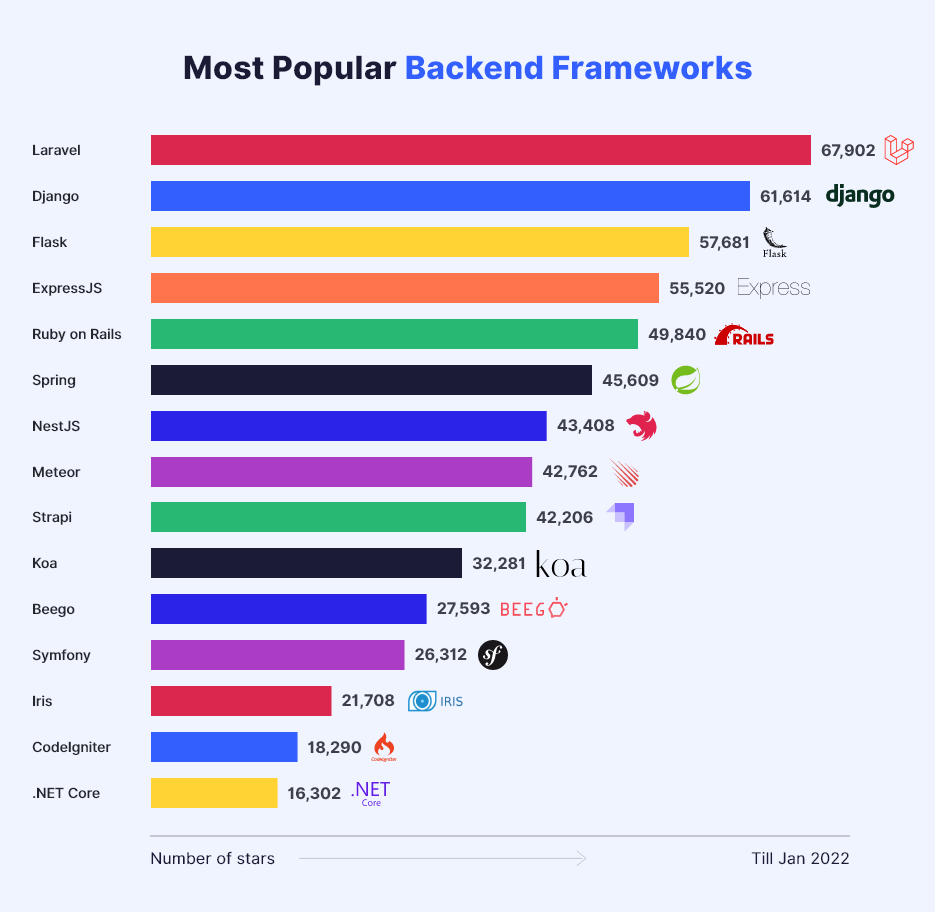 Most Popular Backend Frameworks
Laravel 67,902
Django 61,614 django
Flask 57,681 Flask
ExpressJS 55,520 Express
Ruby on Rails 49,840 RAILS
Spring 45,609
NestJS 43,408
Meteor 42,762
Strapi 42,206
Koa 32,281 koa
Beego 27,593 BEEGO
Symfony 26,312 sf
Iris 21,708 IRIS
CodeIgniter 18,290 CodeIgniter
.NET Core 16,302 .NET
Core
Number of stars Till Jan 2022